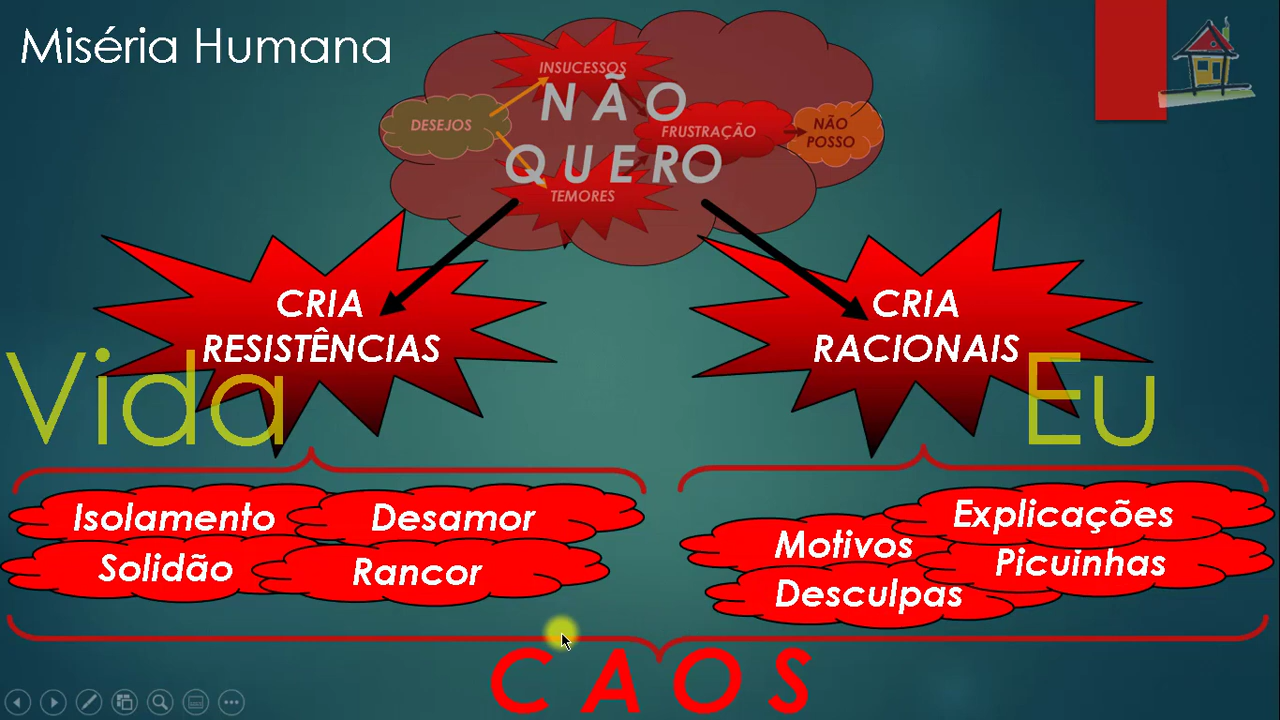 Miséria Humana
INSUCESSOS
NÃO
DESEJOS
FRUSTRAÇÃO
NÃO
POSSO
QUERO
TEMORES
CRIA
RESISTÊNCIAS
CRIA
RACIONAIS
Vida
Eu
Isolamento
Desamor
Solidão
Rancor
Explicações
Motivos
Picuinhas
Desculpas
CAOS